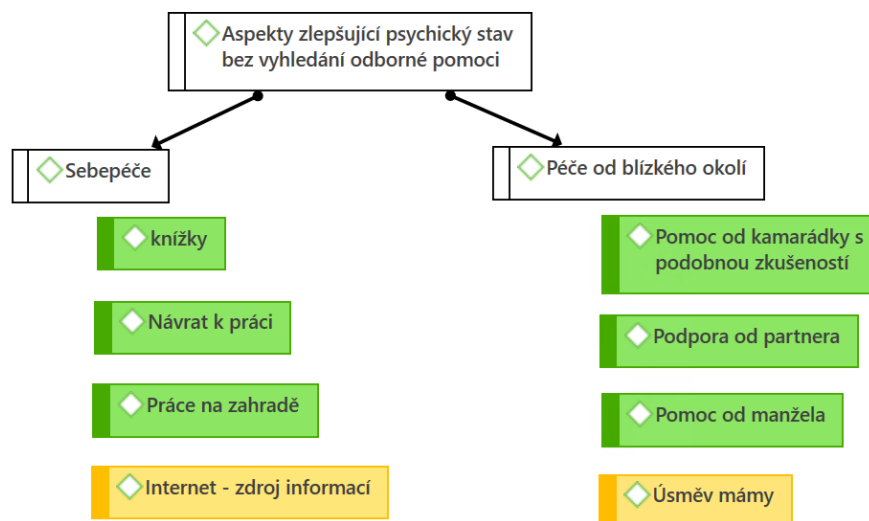 Aspekty zlepšující psychický stav
bez vyhledání odborné pomoci
Sebepéče
Péče od blízkého okolí
knížky
Návrat k práci
Práce na zahradě
Internet - zdroj informací
Pomoc od kamarádky s
podobnou zkušeností
Podpora od partnera
Pomoc od manžela
Úsměv mámy